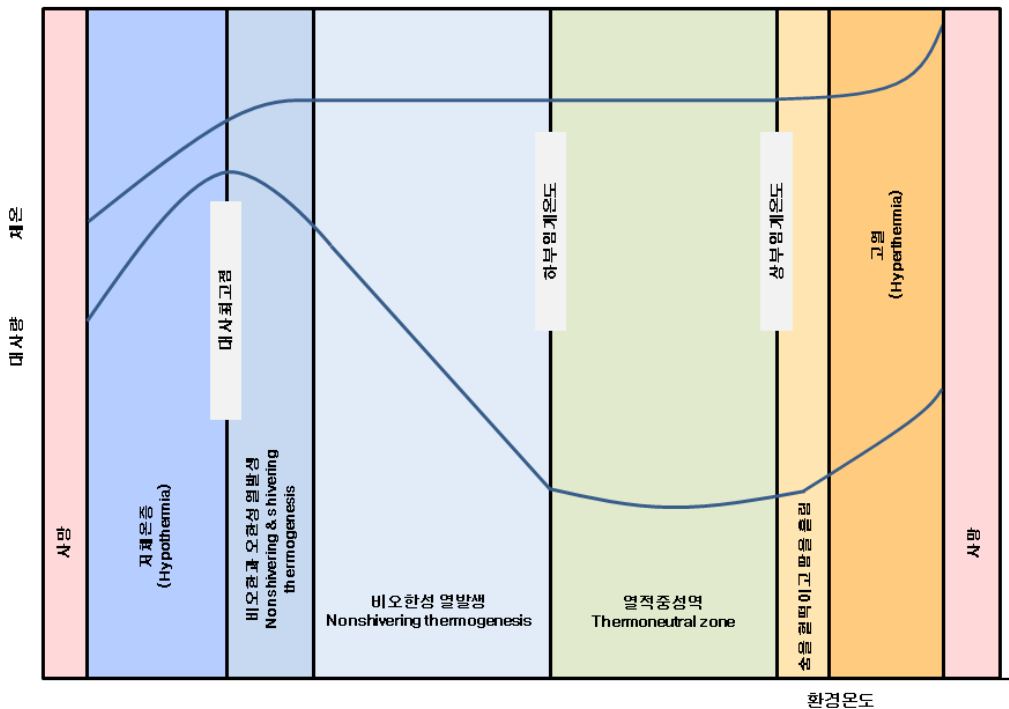 체온
대사량
사망
저체온증
(Hypothermia)
대사최고점
비오한과 오한성 열발생
Nonshivering & shivering
thermogenesis
비오한성 열발생
Nonshivering thermogenesis
하부임계온도
열적중성역
Thermoneutral zone
상부임계온도
숨을 헐떡이고 땀을 흘림
고열
(Hyperthermia)
사망
환경온도